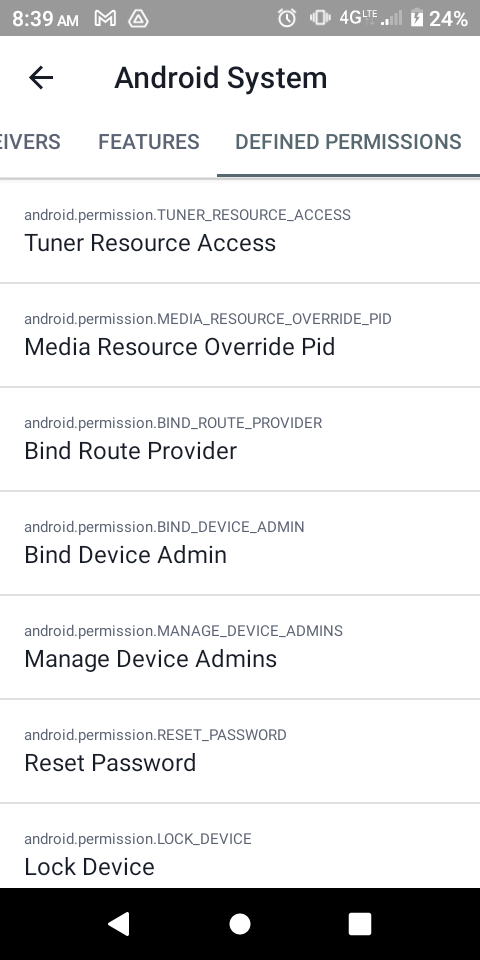 8:39 AM 4G LTE 24%
Android System
EIVERS FEATURES DEFINED PERMISSIONS
android.permission.TUNER_RESOURCE_ACCESS
Tuner Resource Access
android.permission.MEDIA_RESOURCE_OVERRIDE_PID
Media Resource Override Pid
android.permission.BIND_ROUTE_PROVIDER
Bind Route Provider
android.permission.BIND_DEVICE_ADMIN
Bind Device Admin
android.permission.MANAGE_DEVICE_ADMINS
Manage Device Admins
android.permission.RESET_PASSWORD
Reset Password
android.permission.LOCK_DEVICE
Lock Device